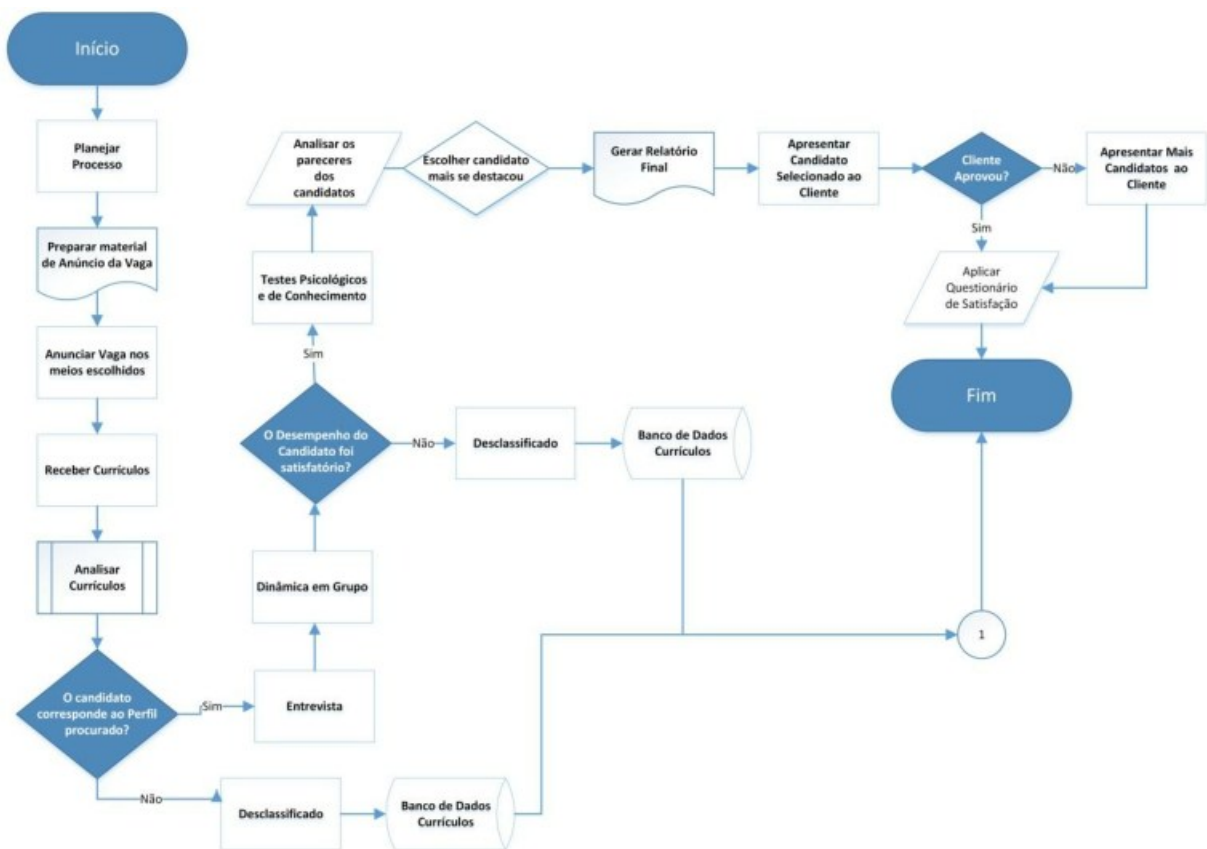 Início
Planejar
Processo
Preparar material
de Anúncio da Vaga
Anunciar Vaga nos
meios escolhidos
Receber Currículos
Analisar
Currículos
O candidato
corresponde ao Perfil
procurado?
Sim
Não
Entrevista
Dinâmica em Grupo
O Desempenho do
Candidato foi
satisfatório?
Sim
Não
Testes Psicológicos
e de Conhecimento
Analisar os
pareceres
dos
candidatos
Escolher candidato
mais se destacou
Gerar Relatório
Final
Apresentar
Candidato
Selecionado ao
Cliente
Cliente
Aprovou?
Não
Sim
Apresentar Mais
Candidatos ao
Cliente
Aplicar
Questionário
de Satisfação
Fim
Desclassificado
Banco de Dados
Currículos
1
Desclassificado
Banco de Dados
Currículos